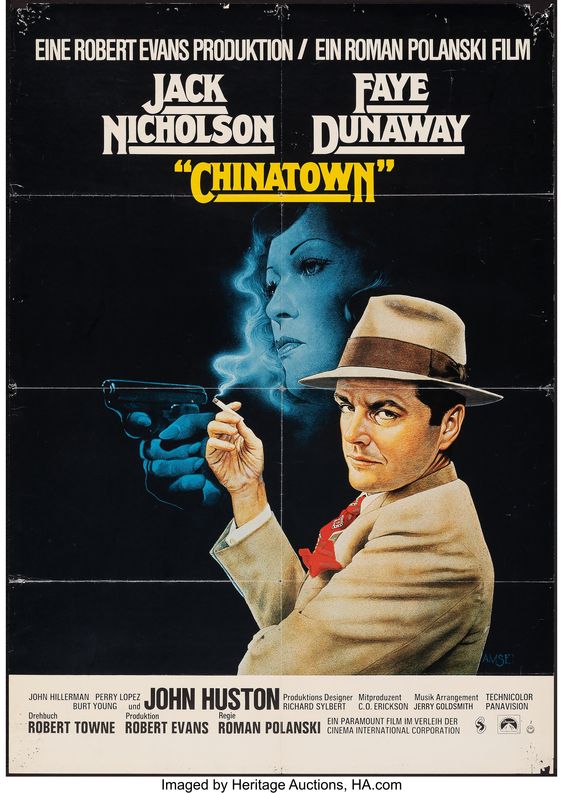 EINE ROBERT EVANS PRODUKTION / EIN ROMAN POLANSKI FILM
JACK NICHOLSON
FAYE DUNAWAY
“CHINATOWN”
AMSEL
JOHN HILLERMAN PERRY LOPEZ
BURT YOUNG und JOHN HUSTON
Produktions Designer
RICHARD SYLBERT
Mitproduzent
C.O. ERICKSON
Musik Arrangement
JERRY GOLDSMITH
TECHNICOLOR
PANAVISION
Drehbuch
ROBERT TOWNE
Produktion
ROBERT EVANS
Regie
ROMAN POLANSKI
EIN PARAMOUNT FILM IM VERLEIH DER
CINEMA INTERNATIONAL CORPORATION
Imaged by Heritage Auctions, HA.com